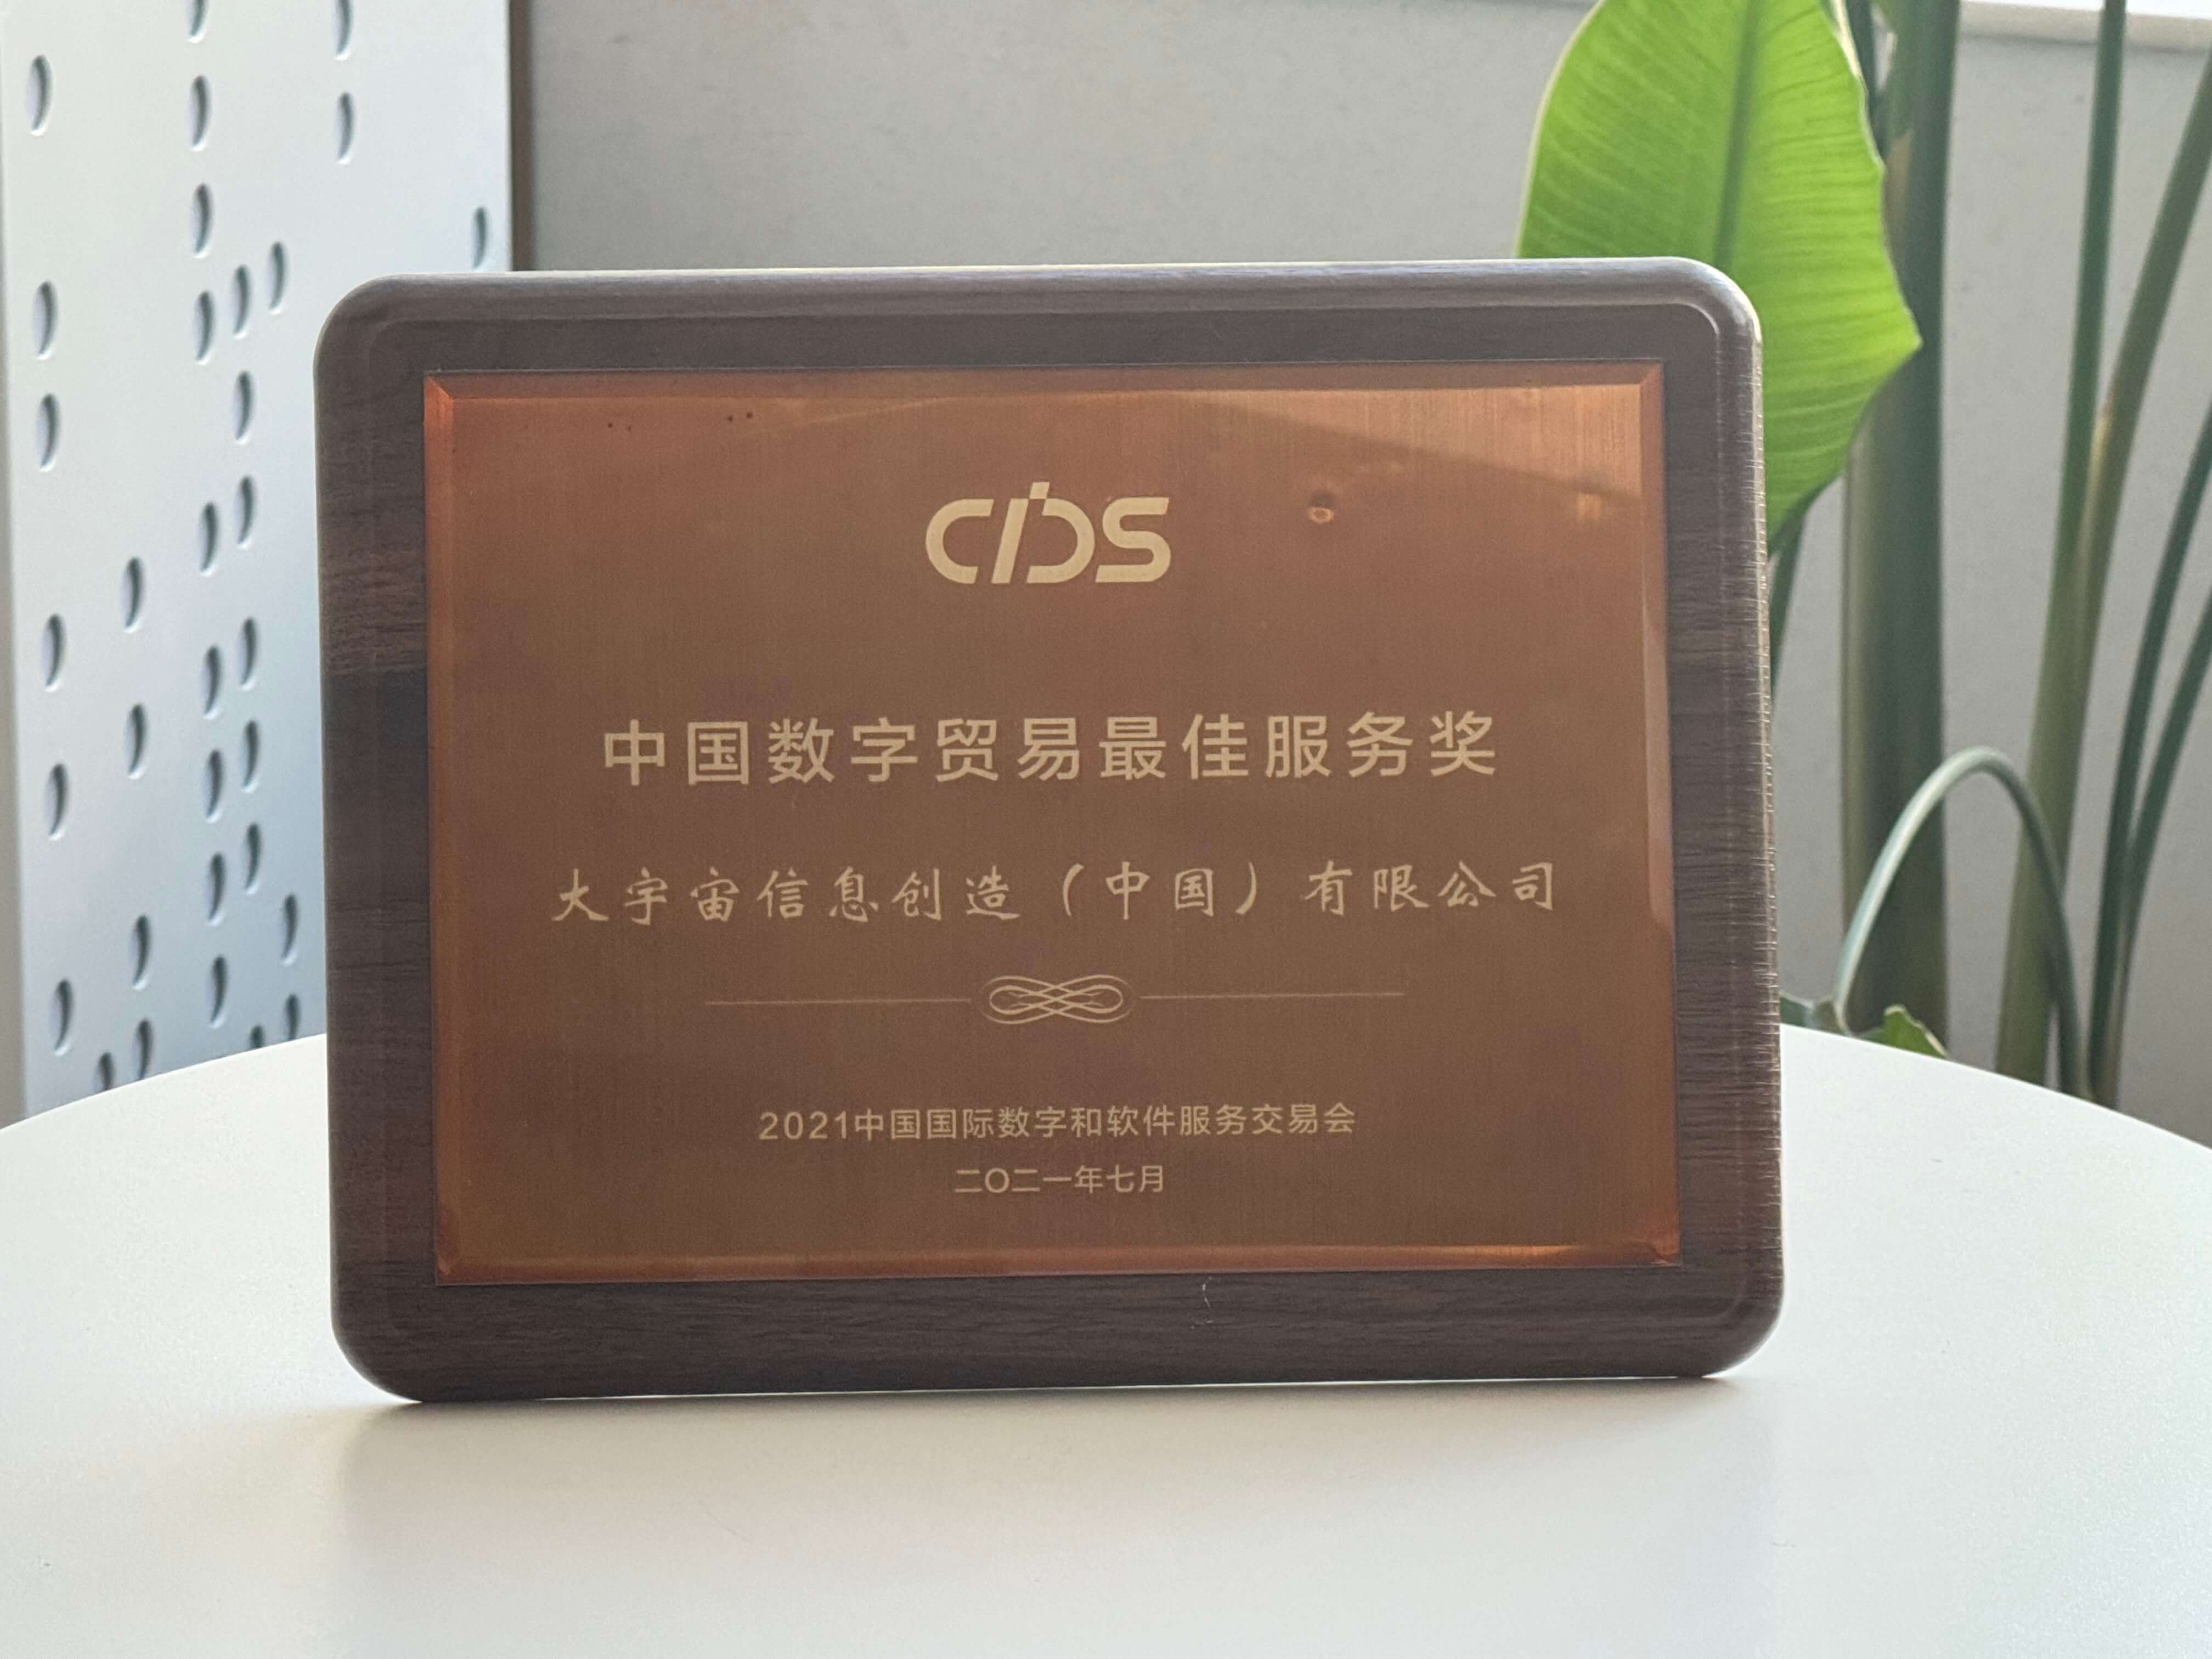 CIDS
中国数字贸易最佳服务奖
大宇宙信息创造（中国）有限公司
2021中国国际数字和软件服务交易会
二〇二一年七月